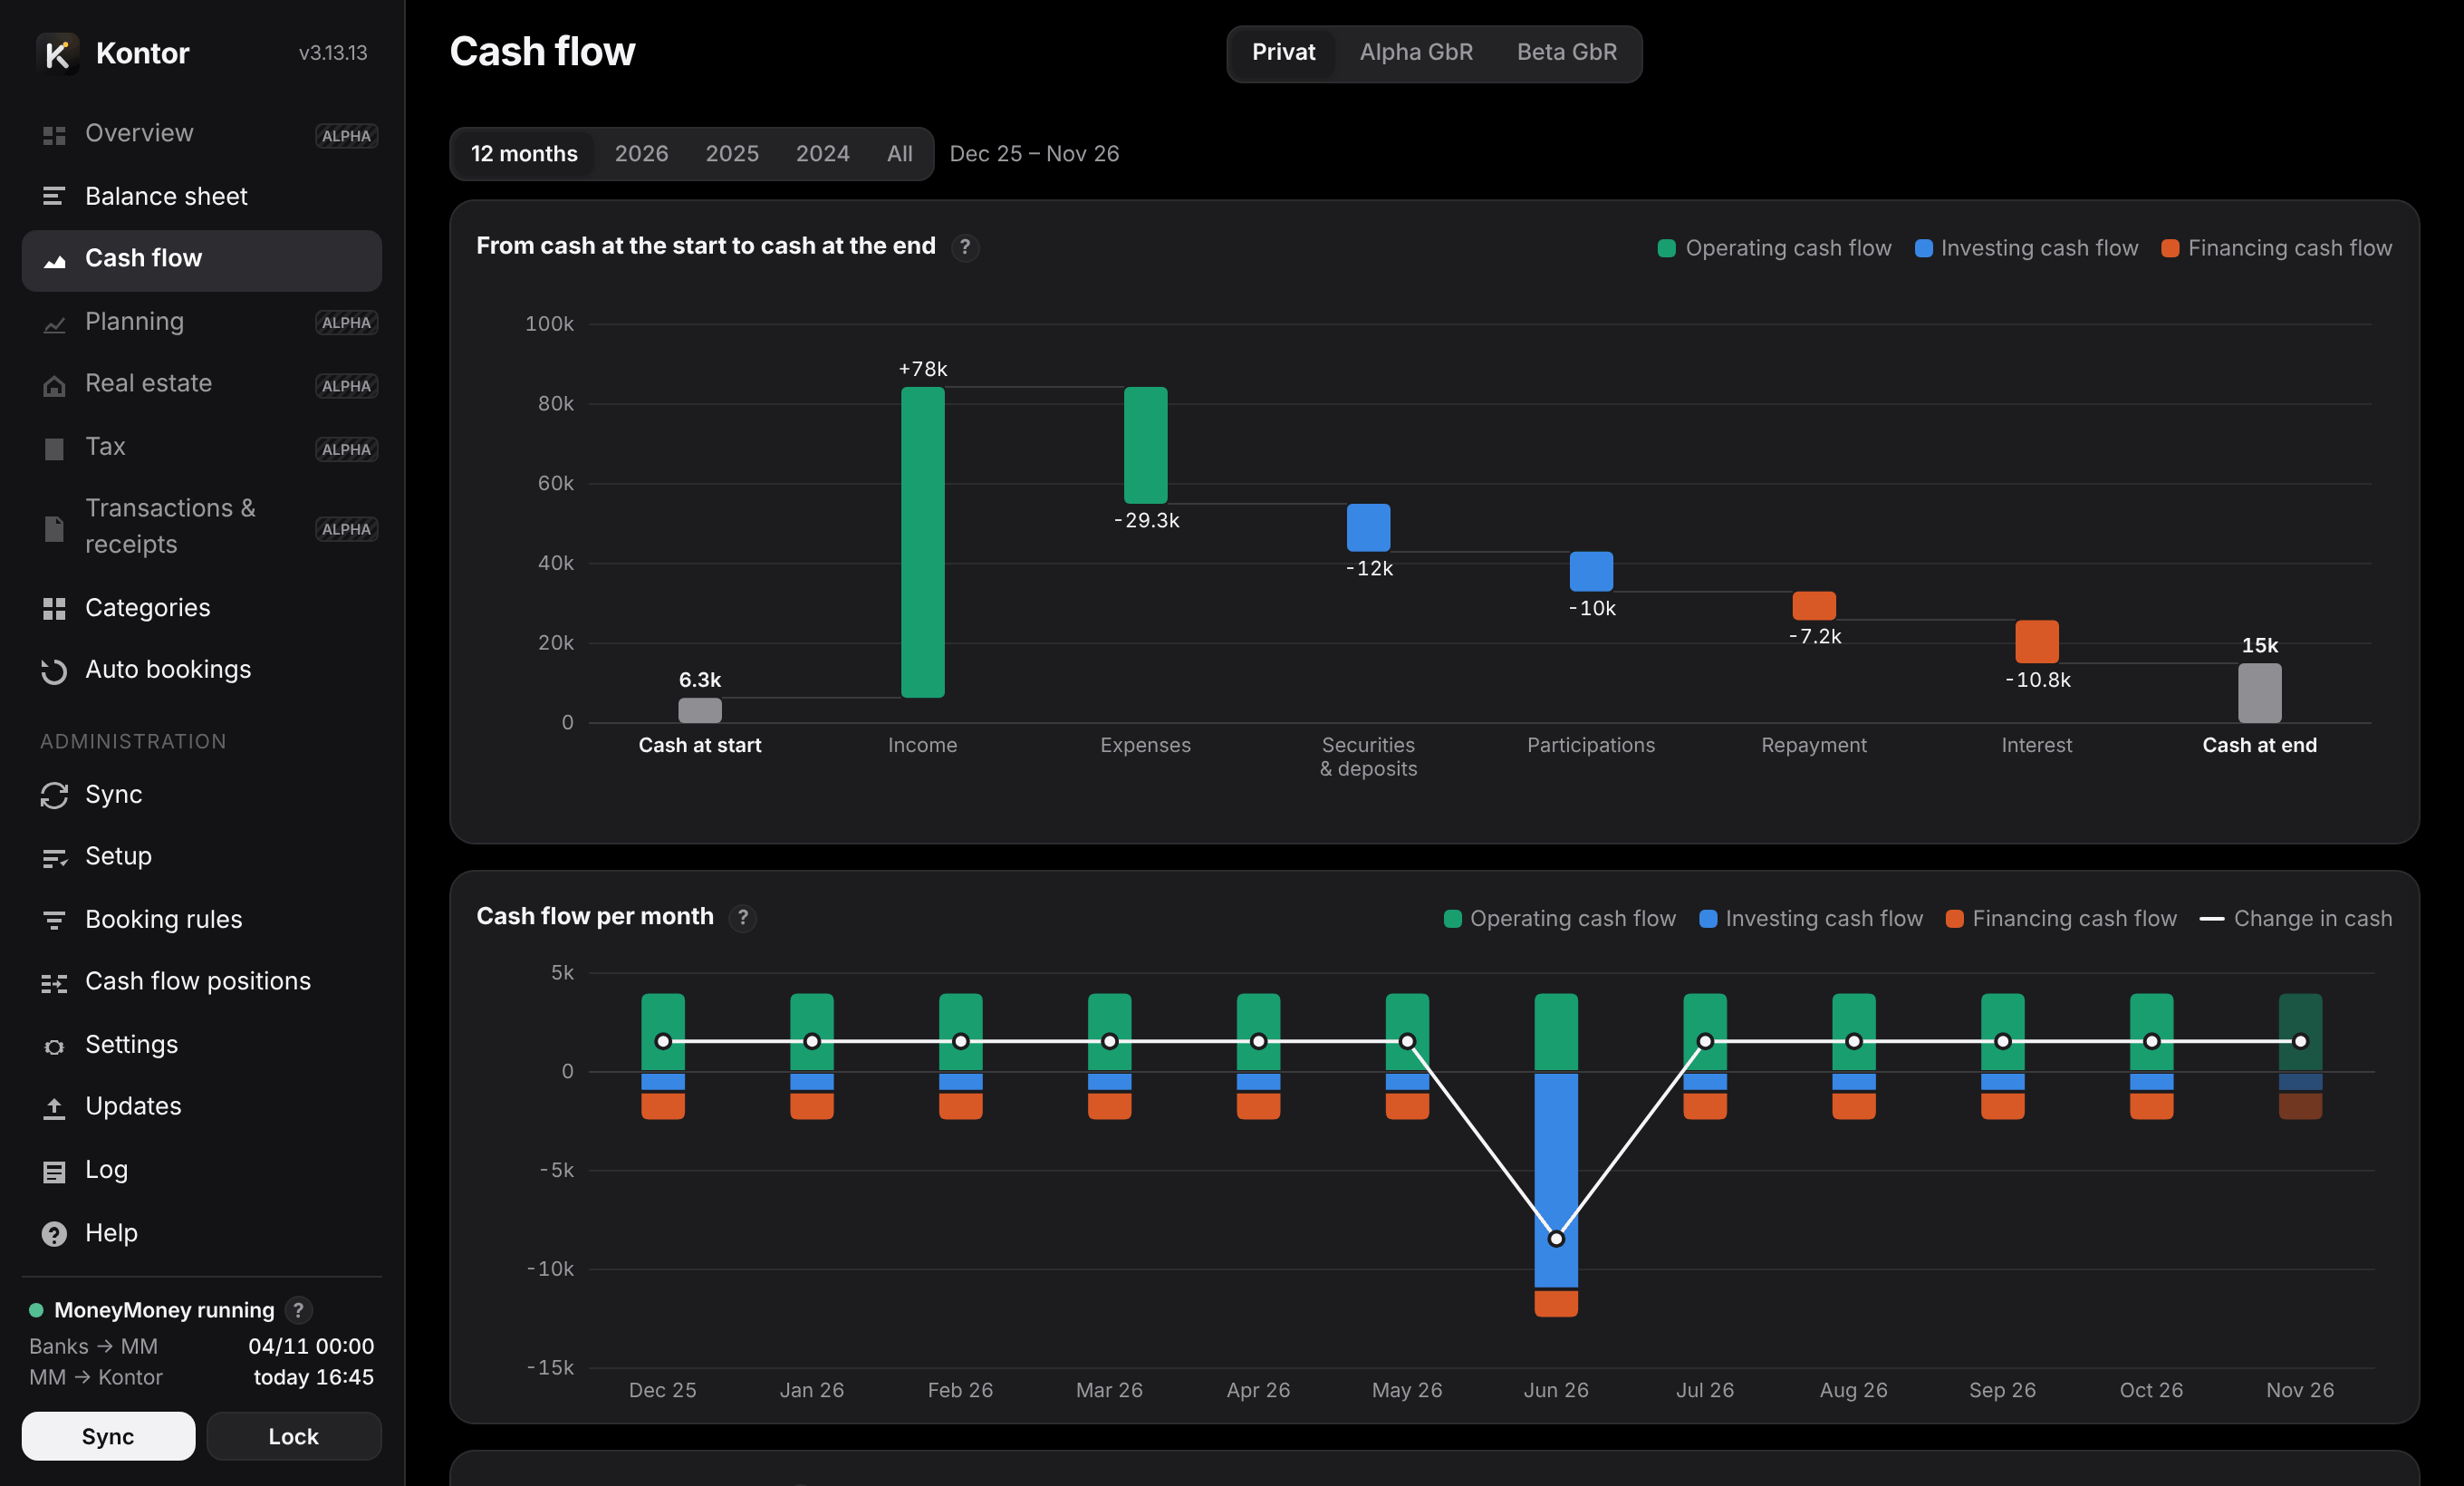 Kontor
v3.13.13
Overview
ALPHA
Balance sheet
Cash flow
Planning
ALPHA
Real estate
ALPHA
Tax
ALPHA
Transactions &
receipts
ALPHA
Categories
Auto bookings
ADMINISTRATION
Sync
Setup
Booking rules
Cash flow positions
Settings
Updates
Log
Help
MoneyMoney running ?
Banks → MM 04/11 00:00
MM → Kontor today 16:45
Sync Lock
Cash flow
Privat Alpha GbR Beta GbR
12 months 2026 2025 2024 All Dec 25 – Nov 26
From cash at the start to cash at the end ?
Operating cash flow Investing cash flow Financing cash flow
100k
80k
60k
40k
20k
0
6.3k
+78k
-29.3k
-12k
-10k
-7.2k
-10.8k
15k
Cash at start
Income
Expenses
Securities
& deposits
Participations
Repayment
Interest
Cash at end
Cash flow per month ?
Operating cash flow Investing cash flow Financing cash flow Change in cash
5k
0
-5k
-10k
-15k
Dec 25 Jan 26 Feb 26 Mar 26 Apr 26 May 26 Jun 26 Jul 26 Aug 26 Sep 26 Oct 26 Nov 26